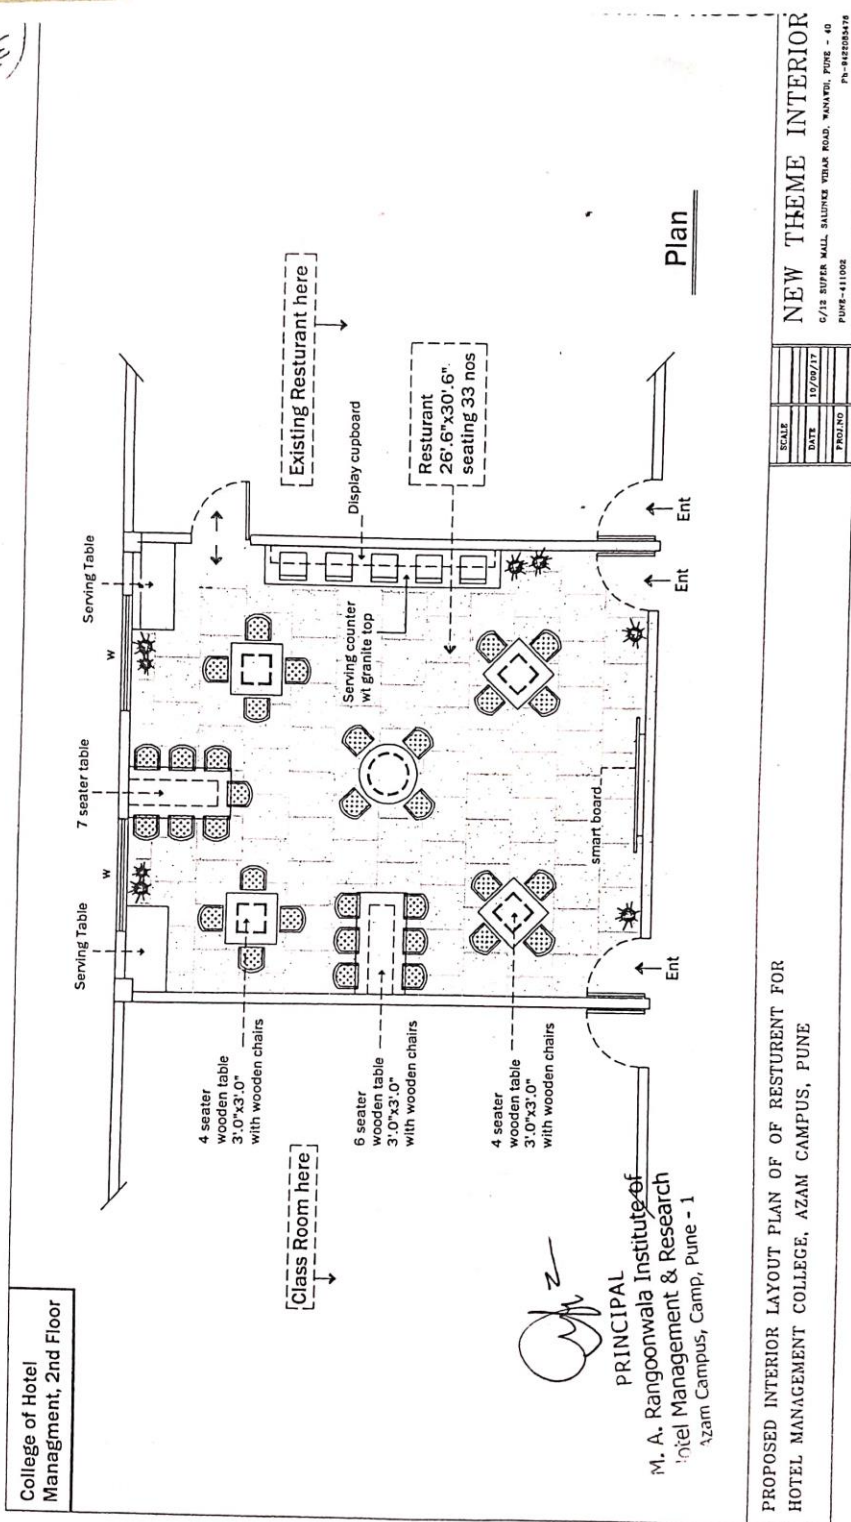 College of Hotel
Managment, 2nd Floor
Serving Table
w
7 seater table
w
Serving Table
4 seater
wooden table
3'.0"x3'.0"
with wooden chairs
Class Room here
6 seater
wooden table
3'.0"x3'.0"
with wooden chairs
4 seater
wooden table
3'.0"x3'.0"
with wooden chairs
Existing Resturant here
Display cupboard
Serving counter
wt granite top
Resturant
26'.6"x30'.6"
seating 33 nos
smart board
Ent
Ent
Ent
Plan
PRINCIPAL
M. A. Rangoonwala Institute of
Hotel Management & Research
Azam Campus, Camp, Pune - 1
PROPOSED INTERIOR LAYOUT PLAN OF OF RESTURENT FOR
HOTEL MANAGEMENT COLLEGE, AZAM CAMPUS, PUNE
SCALE
DATE 10/09/17
PROJ.NO
NEW THEME INTERIOR
G/12 SUPER MALL, SALUNKE VIHAR ROAD, WANAWDI, PUNE - 40
PUNE-411002